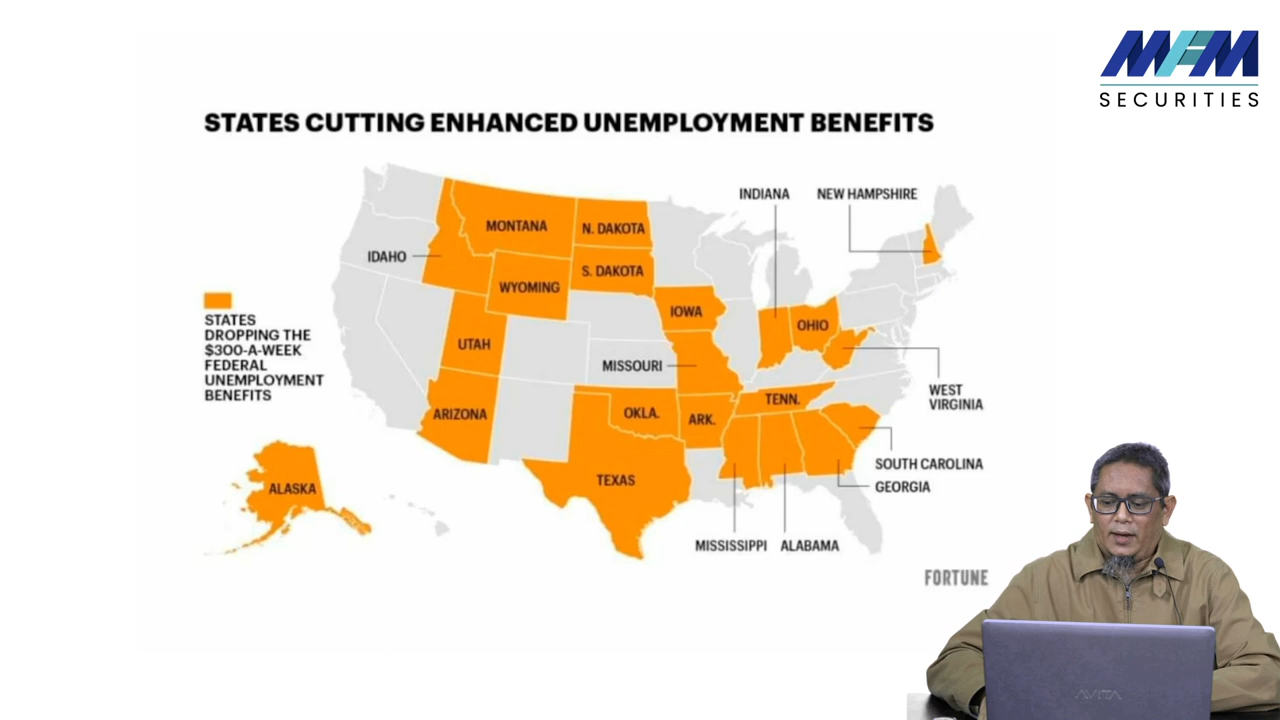 MFM
SECURITIES
STATES CUTTING ENHANCED UNEMPLOYMENT BENEFITS
INDIANA
NEW HAMPSHIRE
MONTANA
N. DAKOTA
IDAHO
S. DAKOTA
WYOMING
IOWA
STATES
DROPPING THE
$300-A-WEEK
FEDERAL
UNEMPLOYMENT
BENEFITS
OHIO
UTAH
MISSOURI
WEST
VIRGINIA
ARIZONA
OKLA.
ARK.
TENN.
SOUTH CAROLINA
GEORGIA
TEXAS
ALASKA
MISSISSIPPI
ALABAMA
FORTUNE
AVITA